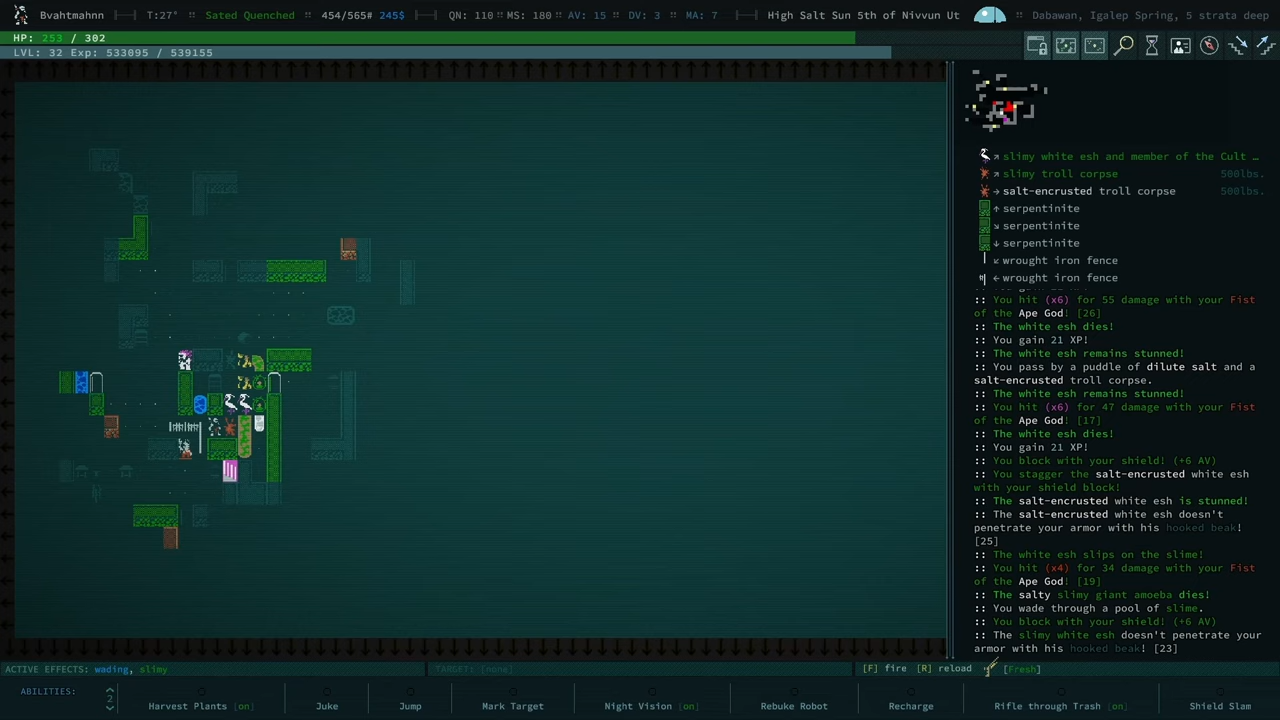 Bvahtmahn T:27° Sated Quenched 454/565# 245$ QN: 110 MS: 180 AV: 15 DV: 3 MA: 7 High Salt Sun 5th of Nivvun Ut Dabawan, Igalep Spring, 5 strata deep
HP: 253 / 302
LVL: 32 Exp: 533095 / 539155
slimy white esh and member of the Cult …
slimy troll corpse 500lbs.
salt-encrusted troll corpse 500lbs.
serpentinite
serpentinite
serpentinite
wrought iron fence
wrought iron fence
:: You hit (x6) for 55 damage with your Fist
of the Ape God! [26]
:: The white esh dies!
:: You gain 21 XP!
:: The white esh remains stunned!
:: You pass by a puddle of dilute salt and a
salt-encrusted troll corpse.
:: The white esh remains stunned!
:: You hit (x6) for 47 damage with your Fist
of the Ape God! [17]
:: The white esh dies!
:: You gain 21 XP!
:: You block with your shield! (+6 AV)
:: You stagger the salt-encrusted white esh
with your shield block!
:: The salt-encrusted white esh is stunned!
:: The salt-encrusted white esh doesn't
penetrate your armor with his hooked beak!
[25]
:: The white esh slips on the slime!
:: You hit (x4) for 34 damage with your Fist
of the Ape God! [19]
:: The salty slimy giant amoeba dies!
:: You wade through a pool of slime.
:: You block with your shield! (+6 AV)
:: The slimy white esh doesn't penetrate your
armor with his hooked beak! [23]
ACTIVE EFFECTS: wading, slimy TARGET: [none] [F] fire [R] reload [Fresh]
ABILITIES: 2 Harvest Plants [on] Juke Jump Mark Target Night Vision [on] Rebuke Robot Recharge Rifle through Trash [on] Shield Slam